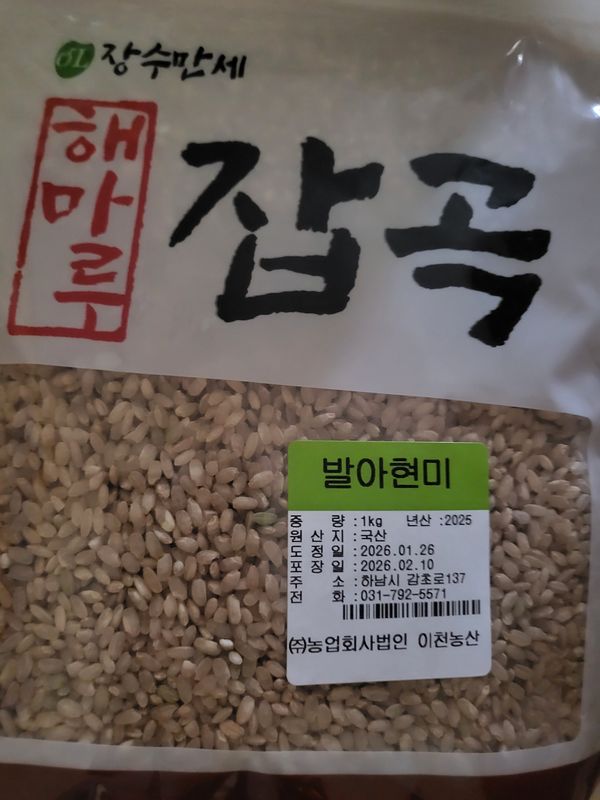 장수만세
해마루
잡곡
발아현미
중 량 : 1kg 년산 : 2025
원 산 지 : 국산
도 정 일 : 2026.01.26
포 장 일 : 2026.02.10
주 소 : 하남시 감초로137
전 화 : 031-792-5571
㈜농업회사법인 이천농산